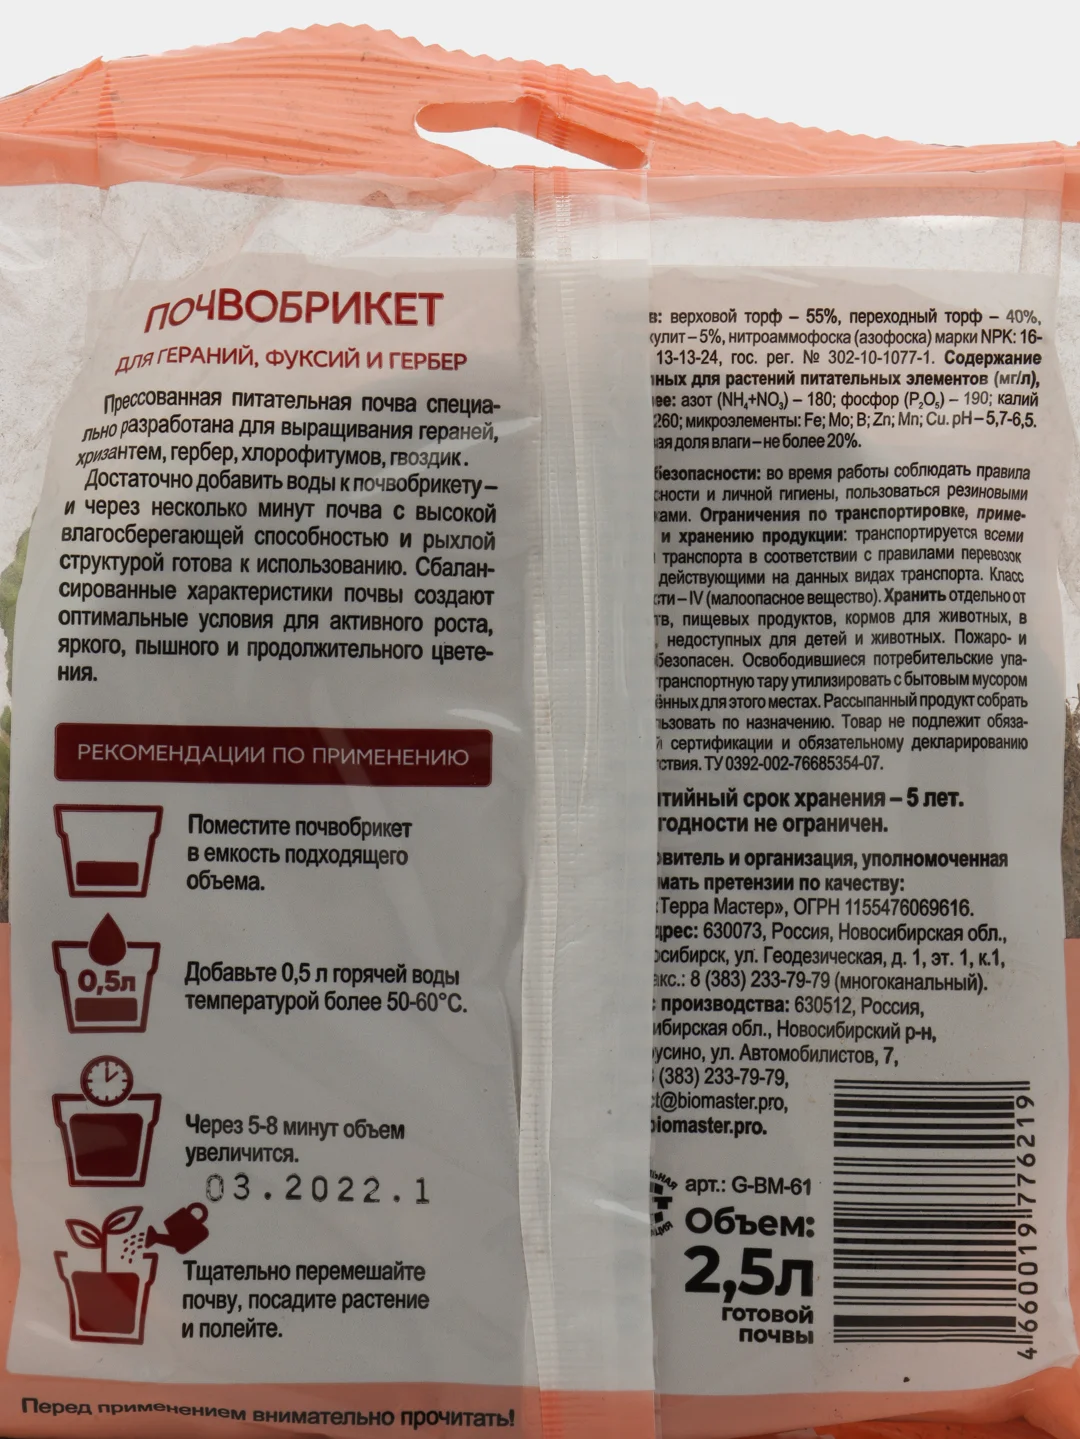 ПОЧВОБРИКЕТ
ДЛЯ ГЕРАНИЙ, ФУКСИЙ И ГЕРБЕР
Прессованная питательная почва специа-
льно разработана для выращивания гераней,
хризантем, гербер, хлорофитумов, гвоздик.
Достаточно добавить воды к почвобрикету –
и через несколько минут почва с высокой
влагосберегающей способностью и рыхлой
структурой готова к использованию. Сбалан-
сированные характеристики почвы создают
оптимальные условия для активного роста,
яркого, пышного и продолжительного цвете-
ния.
РЕКОМЕНДАЦИИ ПО ПРИМЕНЕНИЮ
Поместите почвобрикет
в емкость подходящего
объема.
0,5л
Добавьте 0,5 л горячей воды
температурой более 50-60°С.
Через 5-8 минут объем
увеличится.
03.2022.1
Тщательно перемешайте
почву, посадите растение
и полейте.
Перед применением внимательно прочитать!
в: верховой торф – 55%, переходный торф – 40%,
кулит – 5%, нитроаммофоска (азофоска) марки NPK: 16-
13-13-24, гос. рег. № 302-10-1077-1. Содержание
ных для растений питательных элементов (мг/л),
ее: азот (NH₄+NO₃) – 180; фосфор (P₂O₅) – 190; калий
260; микроэлементы: Fe; Mo; B; Zn; Mn; Cu. pH – 5,7-6,5.
ая доля влаги – не более 20%.
безопасности: во время работы соблюдать правила
сности и личной гигиены, пользоваться резиновыми
ками. Ограничения по транспортировке, приме-
и хранению продукции: транспортируется всеми
транспорта в соответствии с правилами перевозок
действующими на данных видах транспорта. Класс
сти – IV (малоопасное вещество). Хранить отдельно от
тв, пищевых продуктов, кормов для животных, в
, недоступных для детей и животных. Пожаро- и
безопасен. Освободившиеся потребительские упа-
транспортную тару утилизировать с бытовым мусором
ённых для этого местах. Рассыпанный продукт собрать
льзовать по назначению. Товар не подлежит обяза-
й сертификации и обязательному декларированию
ствия. ТУ 0392-002-76685354-07.
нтийный срок хранения – 5 лет.
годности не ограничен.
овитель и организация, уполномоченная
мать претензии по качеству:
«Терра Мастер», ОГРН 1155476069616.
дрес: 630073, Россия, Новосибирская обл.,
осибирск, ул. Геодезическая, д. 1, эт. 1, к.1,
акс.: 8 (383) 233-79-79 (многоканальный).
с производства: 630512, Россия,
ибирская обл., Новосибирский р-н,
русино, ул. Автомобилистов, 7,
(383) 233-79-79,
ct@biomaster.pro,
biomaster.pro.
арт.: G-BM-61
Объем:
2,5л
готовой
почвы
4660019776219